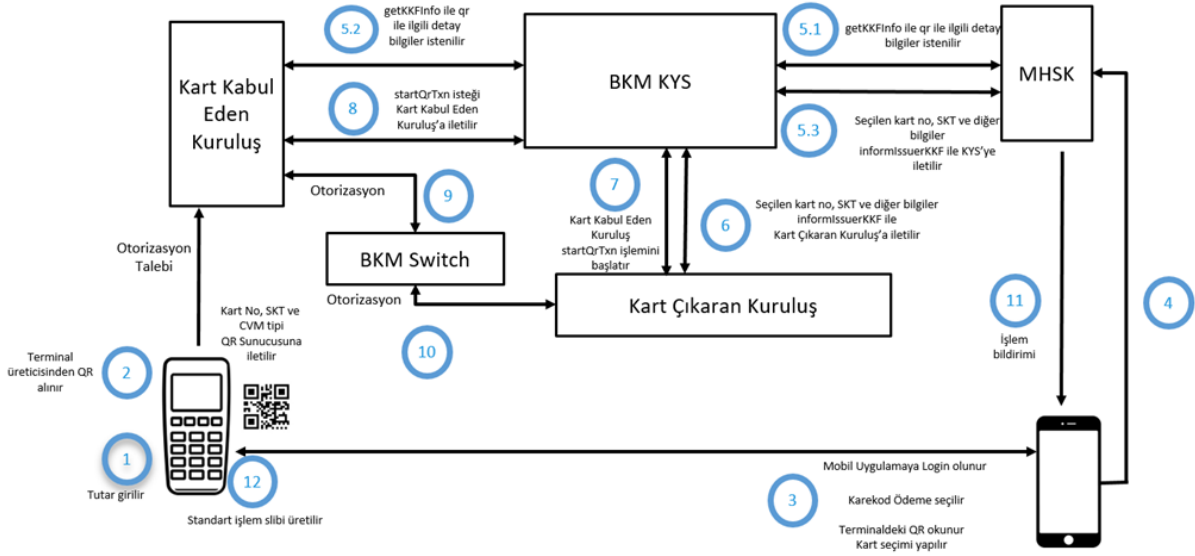 5.2
getKKFInfo ile qr
ile ilgili detay
bilgiler istenilir
5.1
getKKFInfo ile qr ile ilgili detay
bilgiler istenilir
Kart Kabul
Eden
Kuruluş
BKM KYS
MHSK
8
startQrTxn isteği
Kart Kabul Eden
Kuruluş'a iletilir
5.3
Seçilen kart no, SKT ve diğer
bilgiler
informIssuerKKF ile KYS'ye
iletilir
Otorizasyon
9
7
Kart Kabul Eden
Kuruluş
startQrTxn işlemini
başlatır
6
Seçilen kart no, SKT ve diğer bilgiler
informIssuerKKF ile
Kart Çıkaran Kuruluş'a iletilir
Otorizasyon
Talebi
BKM Switch
Otorizasyon
Kart Çıkaran Kuruluş
10
11
İşlem
bildirimi
4
Kart No, SKT ve
CVM tipi
QR Sunucusuna
iletilir
Terminal
üreticisinden QR
alınır
2
1
Tutar girilir
12
Standart işlem slibi üretilir
3
Mobil Uygulamaya Login olunur
Karekod Ödeme seçilir
Terminaldeki QR okunur
Kart seçimi yapılır